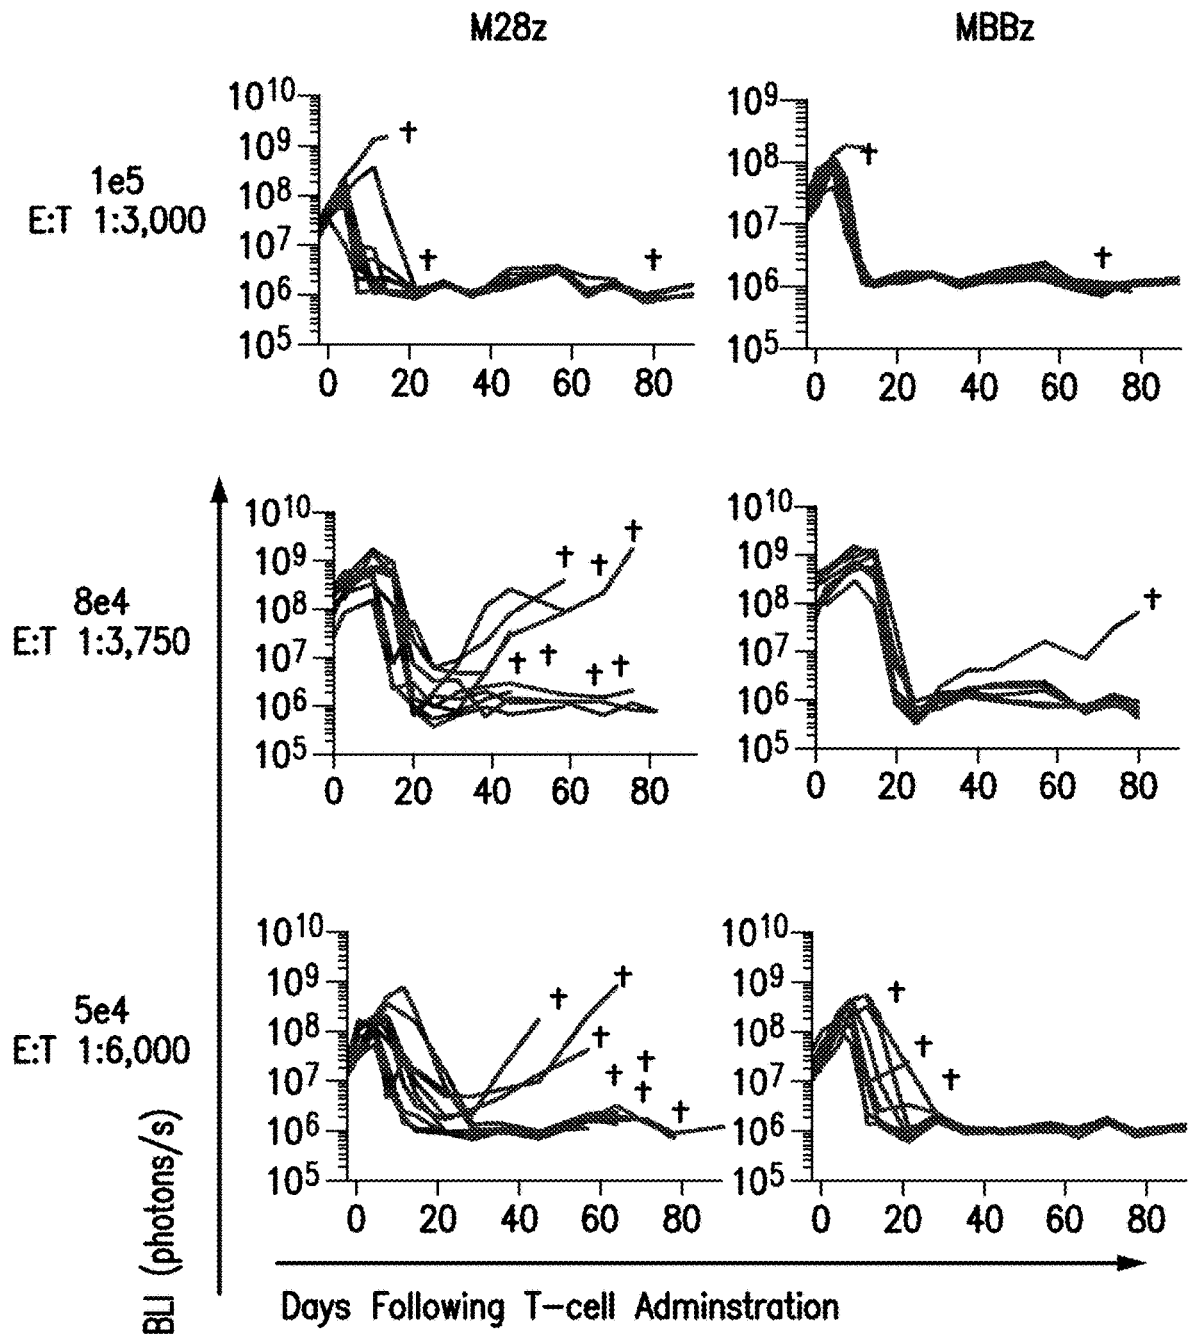 M28z MBBz
1e5
E:T 1:3,000
10¹⁰
10⁹
10⁸
10⁷
10⁶
10⁵
0 20 40 60 80
†
†
†
10⁹
10⁸
10⁷
10⁶
10⁵
0 20 40 60 80
†
†
8e4
E:T 1:3,750
10¹⁰
10⁹
10⁸
10⁷
10⁶
10⁵
0 20 40 60 80
† † †
† † † †
10¹⁰
10⁹
10⁸
10⁷
10⁶
10⁵
0 20 40 60 80
†
5e4
E:T 1:6,000
10¹⁰
10⁹
10⁸
10⁷
10⁶
10⁵
0 20 40 60 80
† † † † † † †
10¹⁰
10⁹
10⁸
10⁷
10⁶
10⁵
0 20 40 60 80
† † †
BLI (photons/s)
Days Following T-cell Adminstration